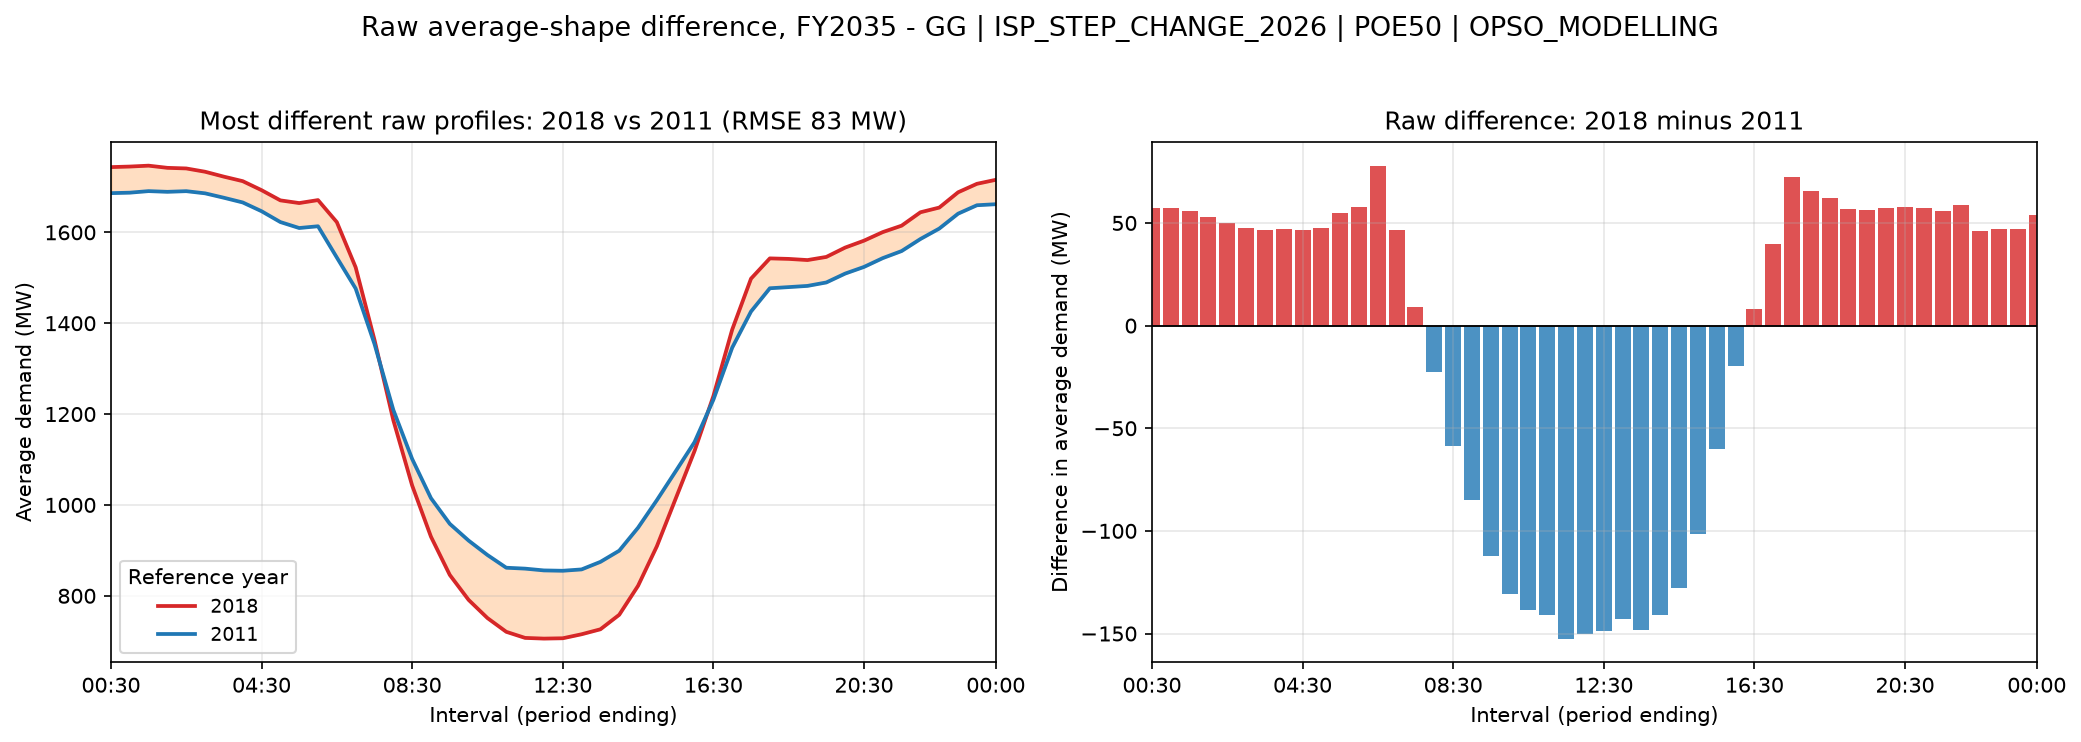 Raw average-shape difference, FY2035 - GG | ISP_STEP_CHANGE_2026 | POE50 | OPSO_MODELLING
Most different raw profiles: 2018 vs 2011 (RMSE 83 MW)
Average demand (MW)
1600
1400
1200
1000
800
Reference year
2018
2011
00:30 04:30 08:30 12:30 16:30 20:30 00:00
Interval (period ending)
Raw difference: 2018 minus 2011
Difference in average demand (MW)
50
0
−50
−100
−150
00:30 04:30 08:30 12:30 16:30 20:30 00:00
Interval (period ending)